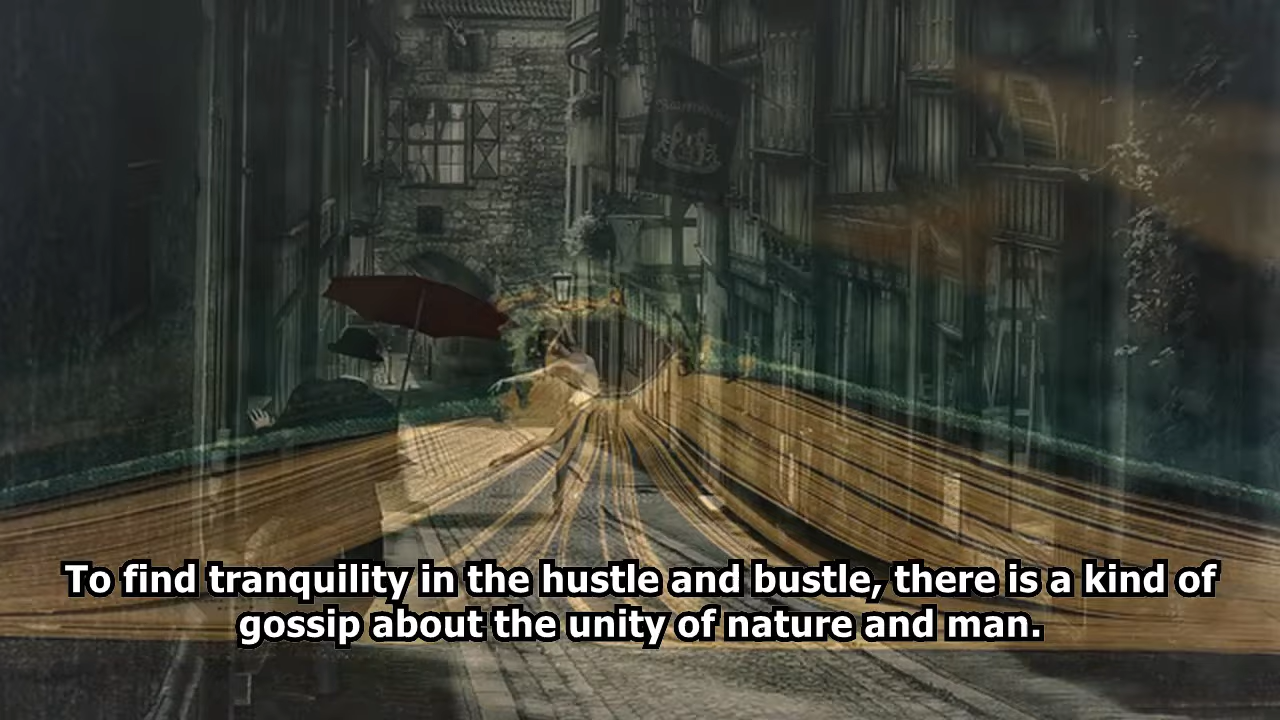 To find tranquility in the hustle and bustle, there is a kind of
gossip about the unity of nature and man.